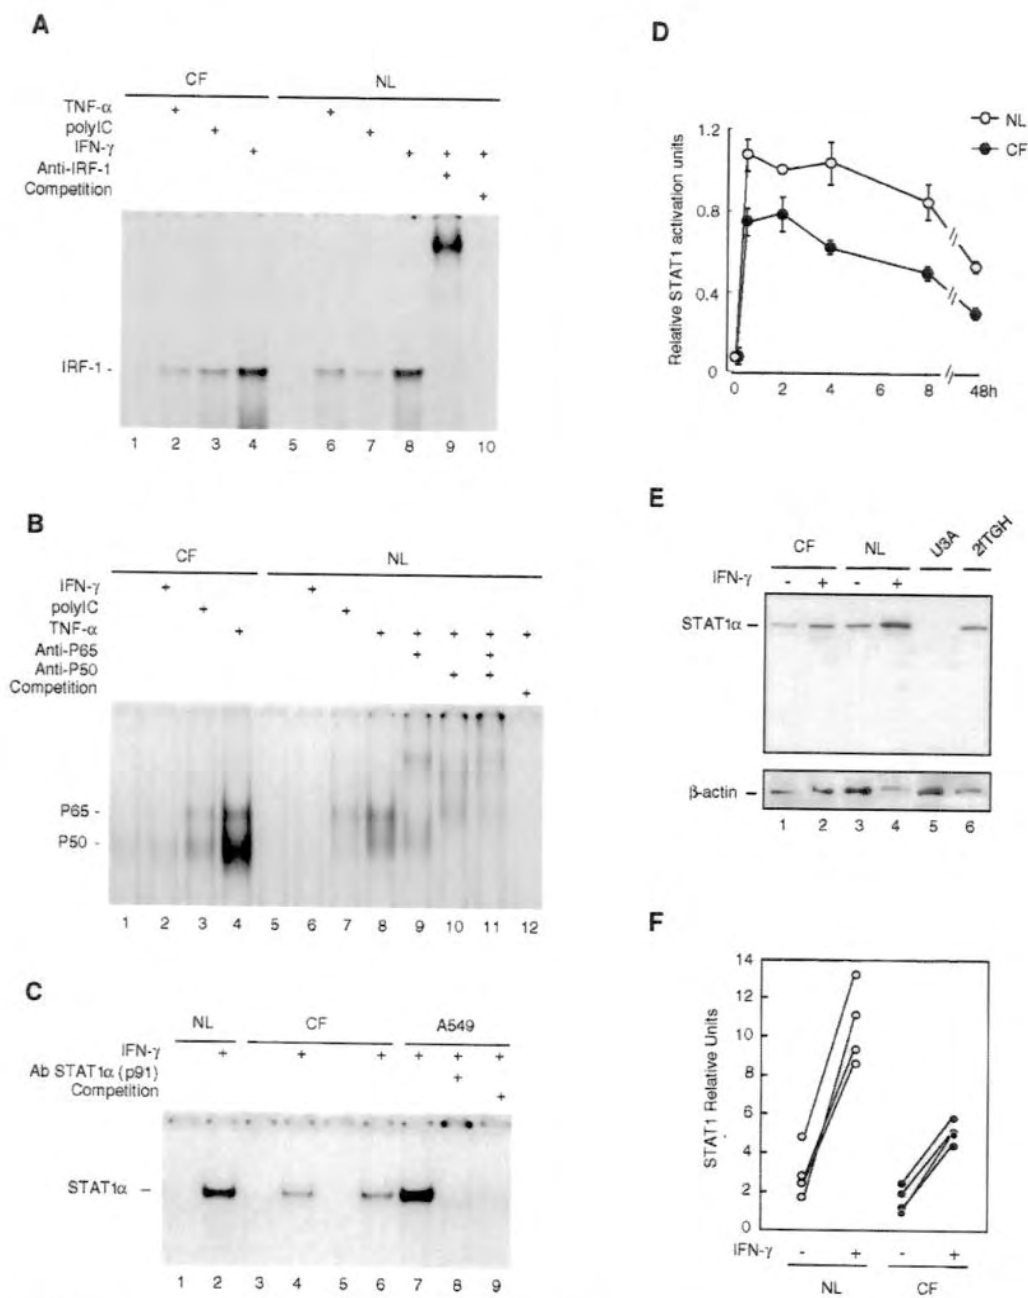 A
CF NL
TNF-α + +
polyIC + +
IFN-γ + + + +
Anti-IRF-1 +
Competition +
IRF-1 -
1 2 3 4 5 6 7 8 9 10
B
CF NL
IFN-γ + +
polyIC + +
TNF-α + + + + + +
Anti-P65 + +
Anti-P50 + +
Competition +
P65 -
P50 -
1 2 3 4 5 6 7 8 9 10 11 12
C
NL CF A549
IFN-γ + + + + + +
Ab STAT1α (p91) +
Competition +
STAT1α –
1 2 3 4 5 6 7 8 9
D
NL
CF
Relative STAT1 activation units
1.2
0.8
0.4
0
0 2 4 6 8 48h
E
CF NL U3A 2fTGH
IFN-γ - + - +
STAT1α –
β-actin –
1 2 3 4 5 6
F
STAT1 Relative Units
14
12
10
8
6
4
2
0
IFN-γ - + - +
NL CF